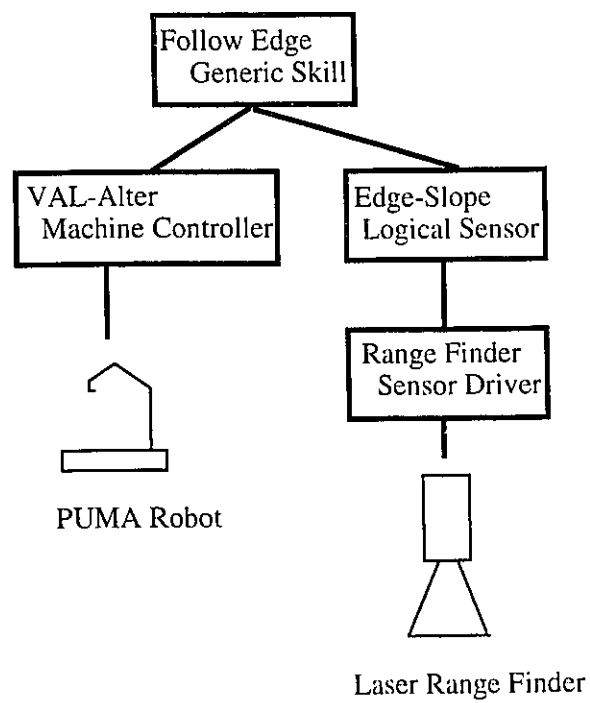 Follow Edge
Generic Skill
VAL-Alter
Machine Controller
Edge-Slope
Logical Sensor
Range Finder
Sensor Driver
PUMA Robot
Laser Range Finder